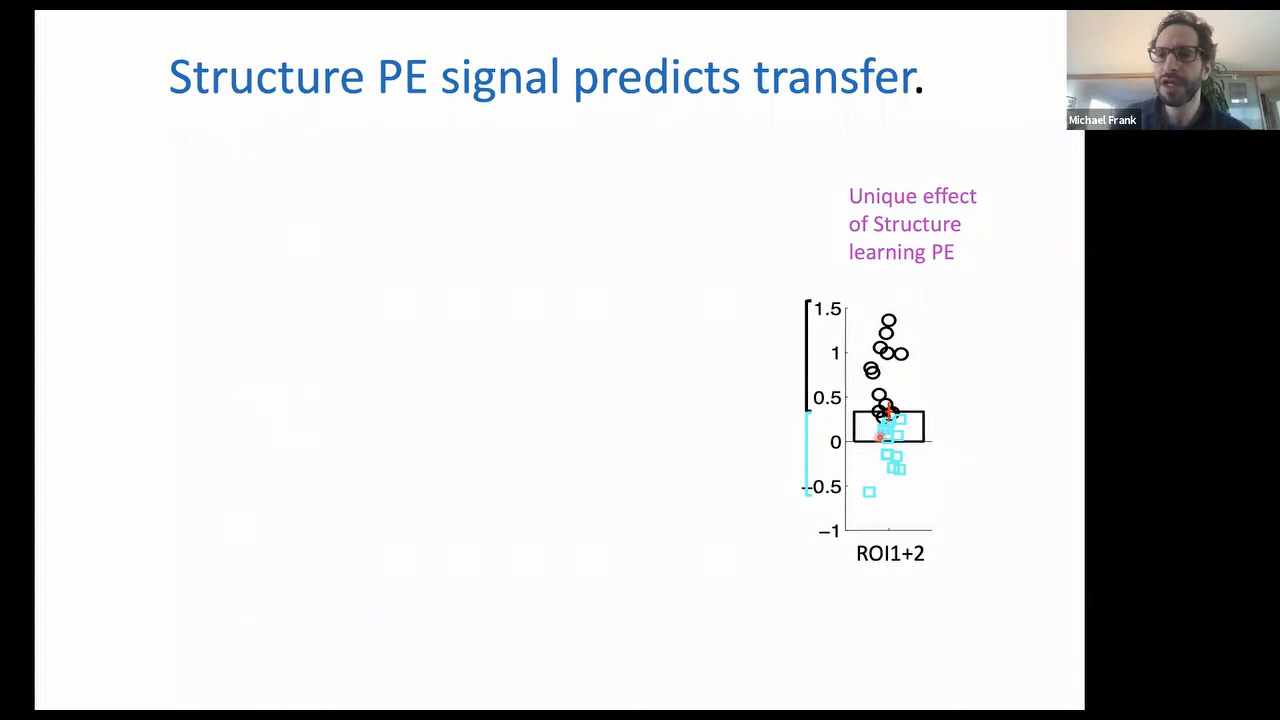 Structure PE signal predicts transfer.
Michael Frank
Unique effect
of Structure
learning PE
1.5
1
0.5
0
−0.5
−1
ROI1+2